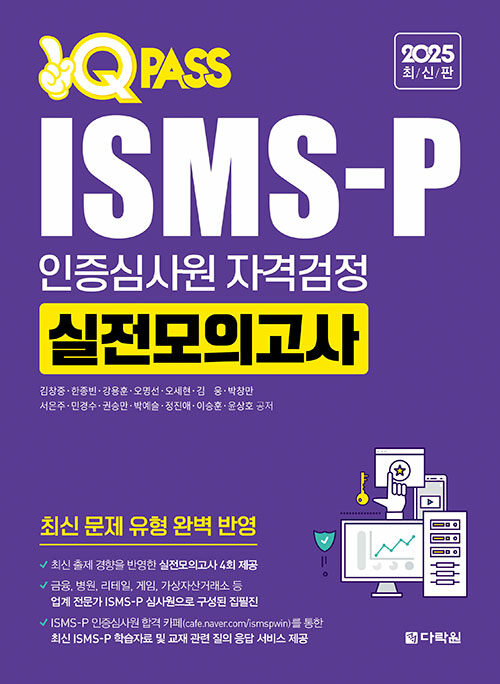 QPASS
2025
최/신/판
ISMS-P
인증심사원 자격검정
실전모의고사
김창중·한종빈·강용훈·오명선·오세현·김 웅·박창만
서은주·민경수·권승만·박예슬·정진애·이승훈·윤상호 공저
최신 문제 유형 완벽 반영
✓ 최신 출제 경향을 반영한 실전모의고사 4회 제공
✓ 금융, 병원, 리테일, 게임, 가상자산거래소 등
업계 전문가 ISMS-P 심사원으로 구성된 집필진
✓ ISMS-P 인증심사원 합격 카페(cafe.naver.com/ismspwin)를 통한
최신 ISMS-P 학습자료 및 교재 관련 질의 응답 서비스 제공
다락원